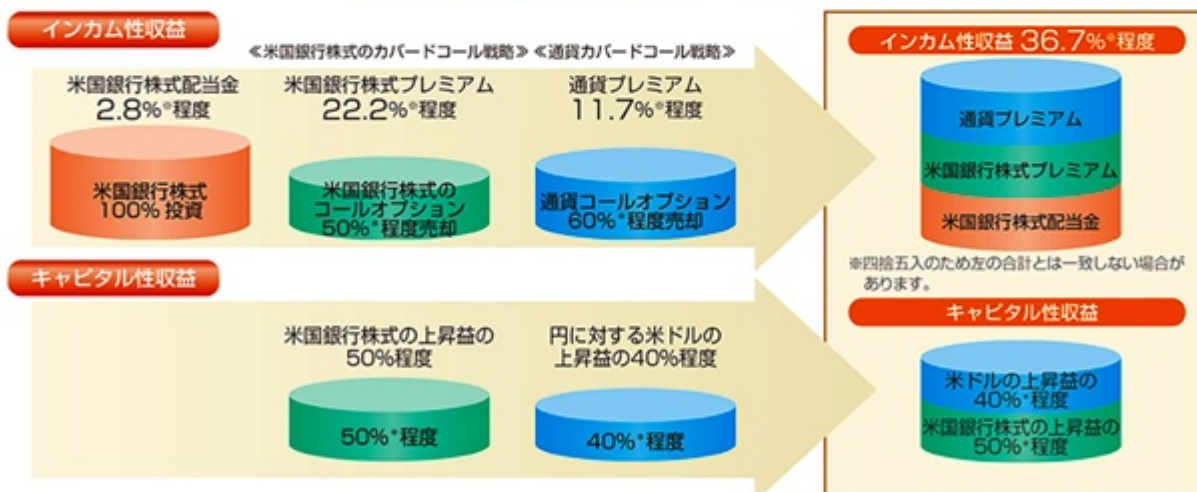 インカム性収益
≪米国銀行株式のカバードコール戦略≫
≪通貨カバードコール戦略≫
米国銀行株式配当金
2.8%*程度
米国銀行株式プレミアム
22.2%*程度
通貨プレミアム
11.7%*程度
米国銀行株式
100%投資
米国銀行株式の
コールオプション
50%*程度売却
通貨コールオプション
60%*程度売却
インカム性収益 36.7%*程度
通貨プレミアム
米国銀行株式プレミアム
米国銀行株式配当金
※四捨五入のため左の合計とは一致しない場合が
あります。
キャピタル性収益
米国銀行株式の上昇益の
50%程度
円に対する米ドルの
上昇益の40%程度
50%*程度
40%*程度
キャピタル性収益
米ドルの上昇益の
40%*程度
米国銀行株式の上昇益の
50%*程度